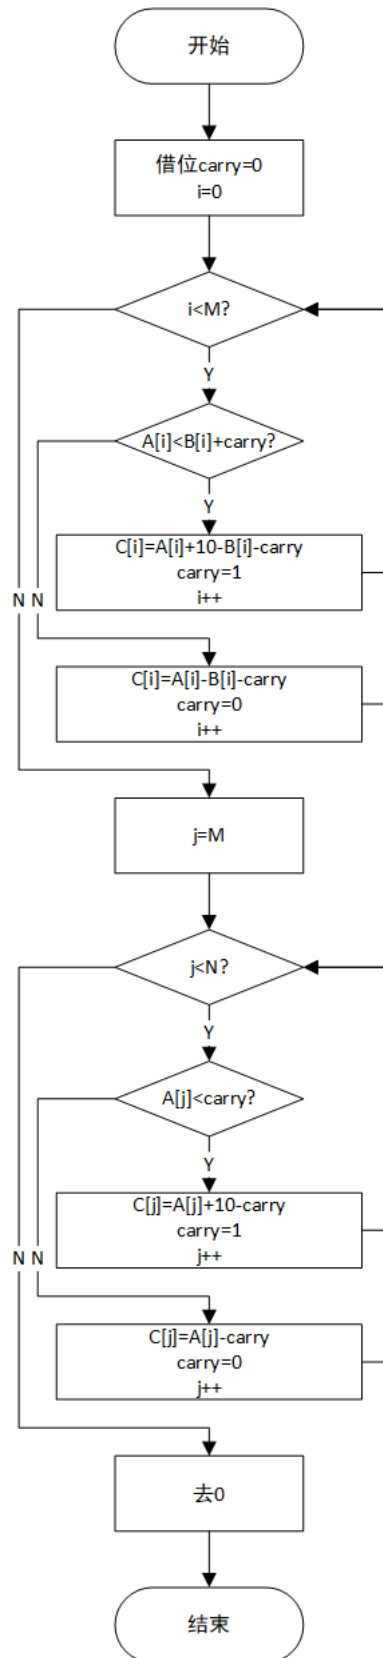 开始
借位carry=0
i=0
i<M?
Y
A[i]<B[i]+carry?
Y
C[i]=A[i]+10-B[i]-carry
carry=1
i++
N N
C[i]=A[i]-B[i]-carry
carry=0
i++
j=M
j<N?
Y
A[j]<carry?
Y
C[j]=A[j]+10-carry
carry=1
j++
N N
C[j]=A[j]-carry
carry=0
j++
去0
结束